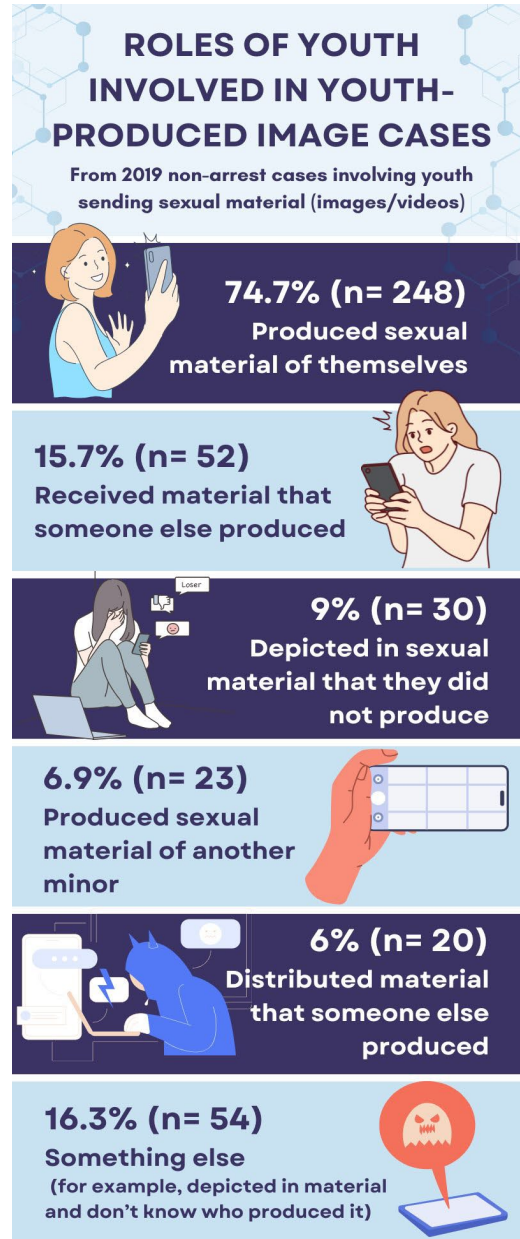 ROLES OF YOUTH
INVOLVED IN YOUTH-
PRODUCED IMAGE CASES
From 2019 non-arrest cases involving youth
sending sexual material (images/videos)
74.7% (n= 248)
Produced sexual
material of themselves
15.7% (n= 52)
Received material that
someone else produced
Loser
9% (n= 30)
Depicted in sexual
material that they did
not produce
6.9% (n= 23)
Produced sexual
material of another
minor
6% (n= 20)
Distributed material
that someone else
produced
16.3% (n= 54)
Something else
(for example, depicted in material
and don't know who produced it)